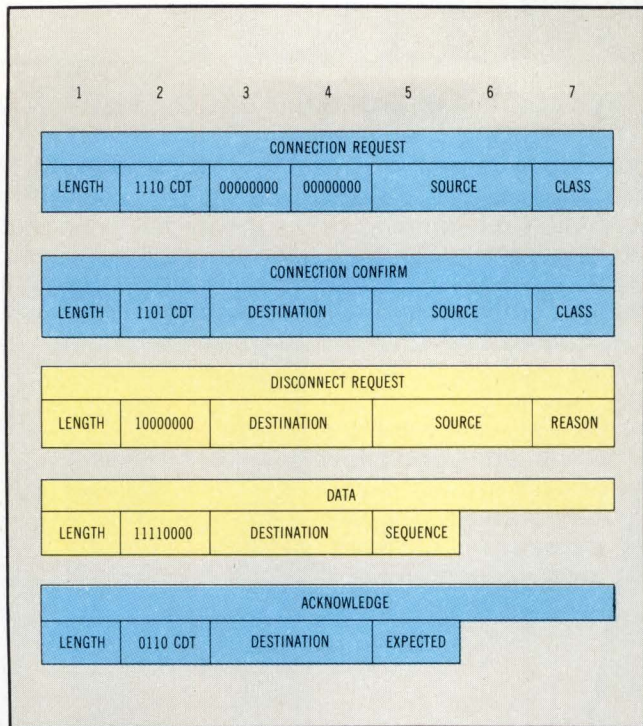 1 2 3 4 5 6 7
CONNECTION REQUEST
LENGTH 1110 CDT 00000000 00000000 SOURCE CLASS
CONNECTION CONFIRM
LENGTH 1101 CDT DESTINATION SOURCE CLASS
DISCONNECT REQUEST
LENGTH 10000000 DESTINATION SOURCE REASON
DATA
LENGTH 11110000 DESTINATION SEQUENCE
ACKNOWLEDGE
LENGTH 0110 CDT DESTINATION EXPECTED